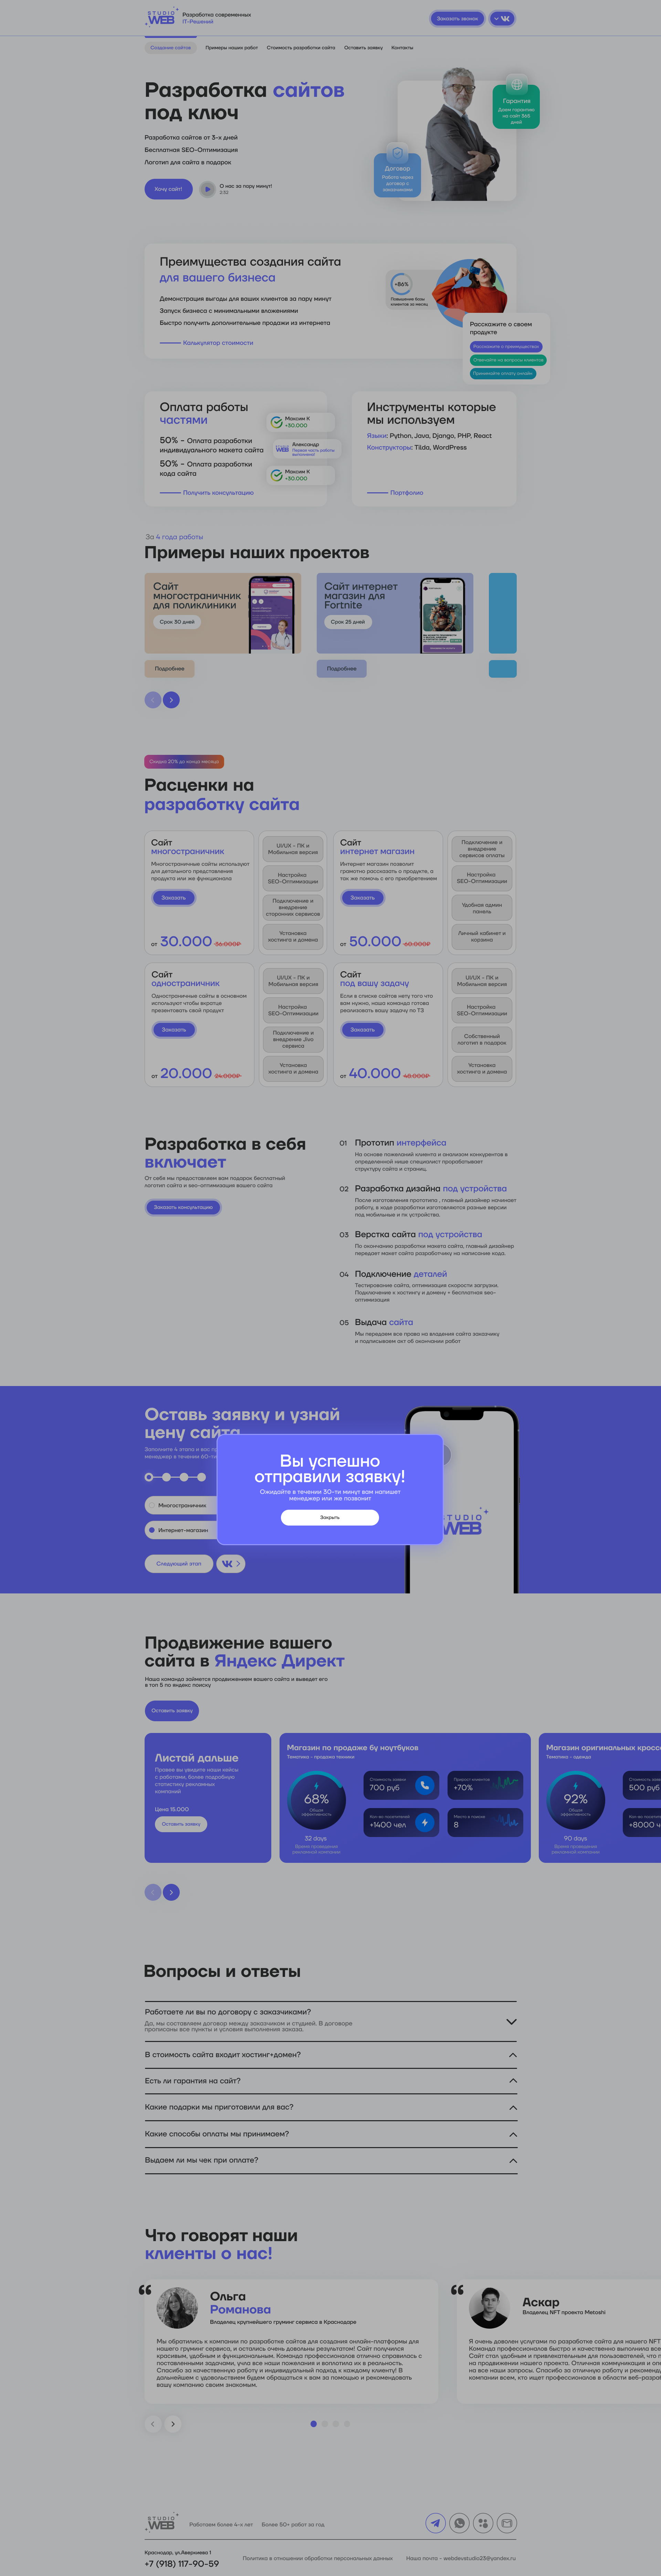 STUDIO
WEB
Разработка современных
IT-Решений
Заказать звонок
Создание сайтов
Примеры наших работ
Стоимость разработки сайта
Оставить заявку
Контакты
Разработка сайтов
под ключ
Разработка сайтов от 3-х дней
Бесплатная SEO-Оптимизация
Логотип для сайта в подарок
Хочу сайт!
О нас за пару минут!
Гарантия
Даем гарантию
на сайт 365
дней
Договор
Работа через
договор с
заказчиками
Преимущества создания сайта
для вашего бизнеса
Демонстрация выгоды для ваших клиентов за пару минут
Запуск бизнеса с минимальными вложениями
Быстро получить дополнительные продажи из интернета
Калькулятор стоимости
+86%
Повышение базы
клиентов за месяц
Расскажите о своем
продукте
Расскажите о преимуществах
Отвечайте на вопросы клиентов
Принимайте оплату онлайн
Оплата работы
частями
50% - Оплата разработки
индивидуального макета сайта
50% - Оплата разработки
кода сайта
Получить консультацию
Максим К
+30.000
Александр
Первая часть работы
выполнена!
Максим К
+30.000
Инструменты которые
мы используем
Языки: Python, Java, Django, PHP, React
Конструкторы: Tilda, WordPress
Портфолио
За 4 года работы
Примеры наших проектов
Сайт
многостраничник
для поликлиники
Срок 30 дней
Подробнее
Сайт интернет
магазин для
Fortnite
Срок 25 дней
Подробнее
Скидка 20% до конца месяца
Расценки на
разработку сайта
Сайт
многостраничник
Многостраничные сайты используют
для детального представления
продукта или же функционала
Заказать
от 30.000 36.000₽
UI/UX - ПК и
Мобильная версия
Настройка
SEO-Оптимизации
Подключение и
внедрение
сторонних сервисов
Установка
хостинга и домена
Сайт
интернет магазин
Интернет магазин позволит
грамотно рассказать о продукте, а
так же помочь с его приобретением
Заказать
от 50.000 60.000₽
Подключение и
внедрение
сервисов оплаты
Настройка
SEO-Оптимизации
Удобная админ
панель
Личный кабинет и
корзина
Сайт
одностраничник
Одностраничные сайты в основном
используют чтобы вкратце
презентовать свой продукт
Заказать
от 20.000 24.000₽
UI/UX - ПК и
Мобильная версия
Настройка
SEO-Оптимизации
Подключение и
внедрение Jivo
сервиса
Установка
хостинга и домена
Сайт
под вашу задачу
Если в списке сайтов нету того что
вам нужно, наша команда готова
реализовать вашу задачу по ТЗ
Заказать
от 40.000 48.000₽
UI/UX - ПК и
Мобильная версия
Настройка
SEO-Оптимизации
Собственный
логотип в подарок
Установка
хостинга и домена
Разработка в себя
включает
От себя мы предоставляем вам подарок бесплатный
логотип сайта и seo-оптимизация вашего сайта
Заказать консультацию
01 Прототип интерфейса
На основе пожеланий клиента и анализом конкурентов в
определенной нише специалист прорабатывает
структуру сайта и страниц.
02 Разработка дизайна под устройства
После изготовления прототипа , главный дизайнер начинает
работу, в ходе разработки изготавливаются разные версии
под мобильные и пк устройства.
03 Верстка сайта под устройства
По окончанию разработки макета сайта, главный дизайнер
передает макет сайта разработчику на написание кода.
04 Подключение деталей
Тестирование сайта, оптимизация скорости загрузки.
Подключение к хостингу и домену + бесплатная seo-
оптимизация
05 Выдача сайта
Мы передаем все права на владения сайта заказчику
и подписываем акт об окончании работ
Оставь заявку и узнай
цену сайта
Заполните 4 этапа и вас
менеджер в течении 60-ти
Многостраничник
Интернет-магазин
Следующий этап
Вы успешно
отправили заявку!
Ожидайте в течении 30-ти минут вам напишет
менеджер или же позвонит
Закрыть
STUDIO
WEB
Продвижение вашего
сайта в Яндекс Директ
Наша команда займется продвижением вашего сайта и выведет его
в топ 5 по яндекс поиску
Оставить заявку
Листай дальше
Правее вы увидите наши кейсы
с работами, более подробную
статистику рекламных
компаний
Цена 15.000
Оставить заявку
Магазин по продаже бу ноутбуков
Тематика - продажа техники
68%
Общая
эффективность
32 days
Время проведения
рекламной компании
Стоимость заявки
700 руб
Прирост клиентов
+70%
Кол-во посетителей
+1400 чел
Место в поиске
8
Магазин оригинальных кросс
Тематика - одежда
92%
Общая
эффективность
90 days
Время проведения
рекламной компании
Стоимость заявки
500 руб
Кол-во посетителей
+8000 ч
Вопросы и ответы
Работаете ли вы по договору с заказчиками?
Да, мы составляем договор между заказчиком и студией. В договоре
прописаны все пункты и условия выполнения заказа.
В стоимость сайта входит хостинг+домен?
Есть ли гарантия на сайт?
Какие подарки мы приготовили для вас?
Какие способы оплаты мы принимаем?
Выдаем ли мы чек при оплате?
Что говорят наши
клиенты о нас!
Ольга
Романова
Владелец крупнейшего груминг сервиса в Краснодаре
Мы обратились к компании по разработке сайтов для создания онлайн-платформы для
нашего груминг сервиса, и были очень довольны результатом! Сайт получился
красивым, удобным и функциональным. Команда профессионалов отлично справилась с
поставленными задачами, учла все наши пожелания и воплотила их в реальность.
Спасибо за качественную работу и индивидуальный подход к каждому клиенту! В
дальнейшем с удовольствием будем обращаться к вам за помощью и рекомендовать
вашу компанию своим знакомым.
Аскар
Владелец NFT проекта Metoshi
Я очень доволен услугами по разработке сайта для нашего NFT
Команда профессионалов быстро и качественно выполнила все
Сайт стал удобным и привлекательным для пользователей, что п
на продвижении нашего проекта. Отличная коммуникация и оп
на все наши запросы. Спасибо за отличную работу и рекоменду
компании всем, кто ищет профессионалов в области веб-разра
STUDIO
WEB
Работаем более 4-х лет
Более 50+ работ за год
Краснодар, ул.Аверкиева 1
+7 (918) 117-90-59
Политика в отношении обработки персональных данных
Наша почта - webdevstudio23@yandex.ru